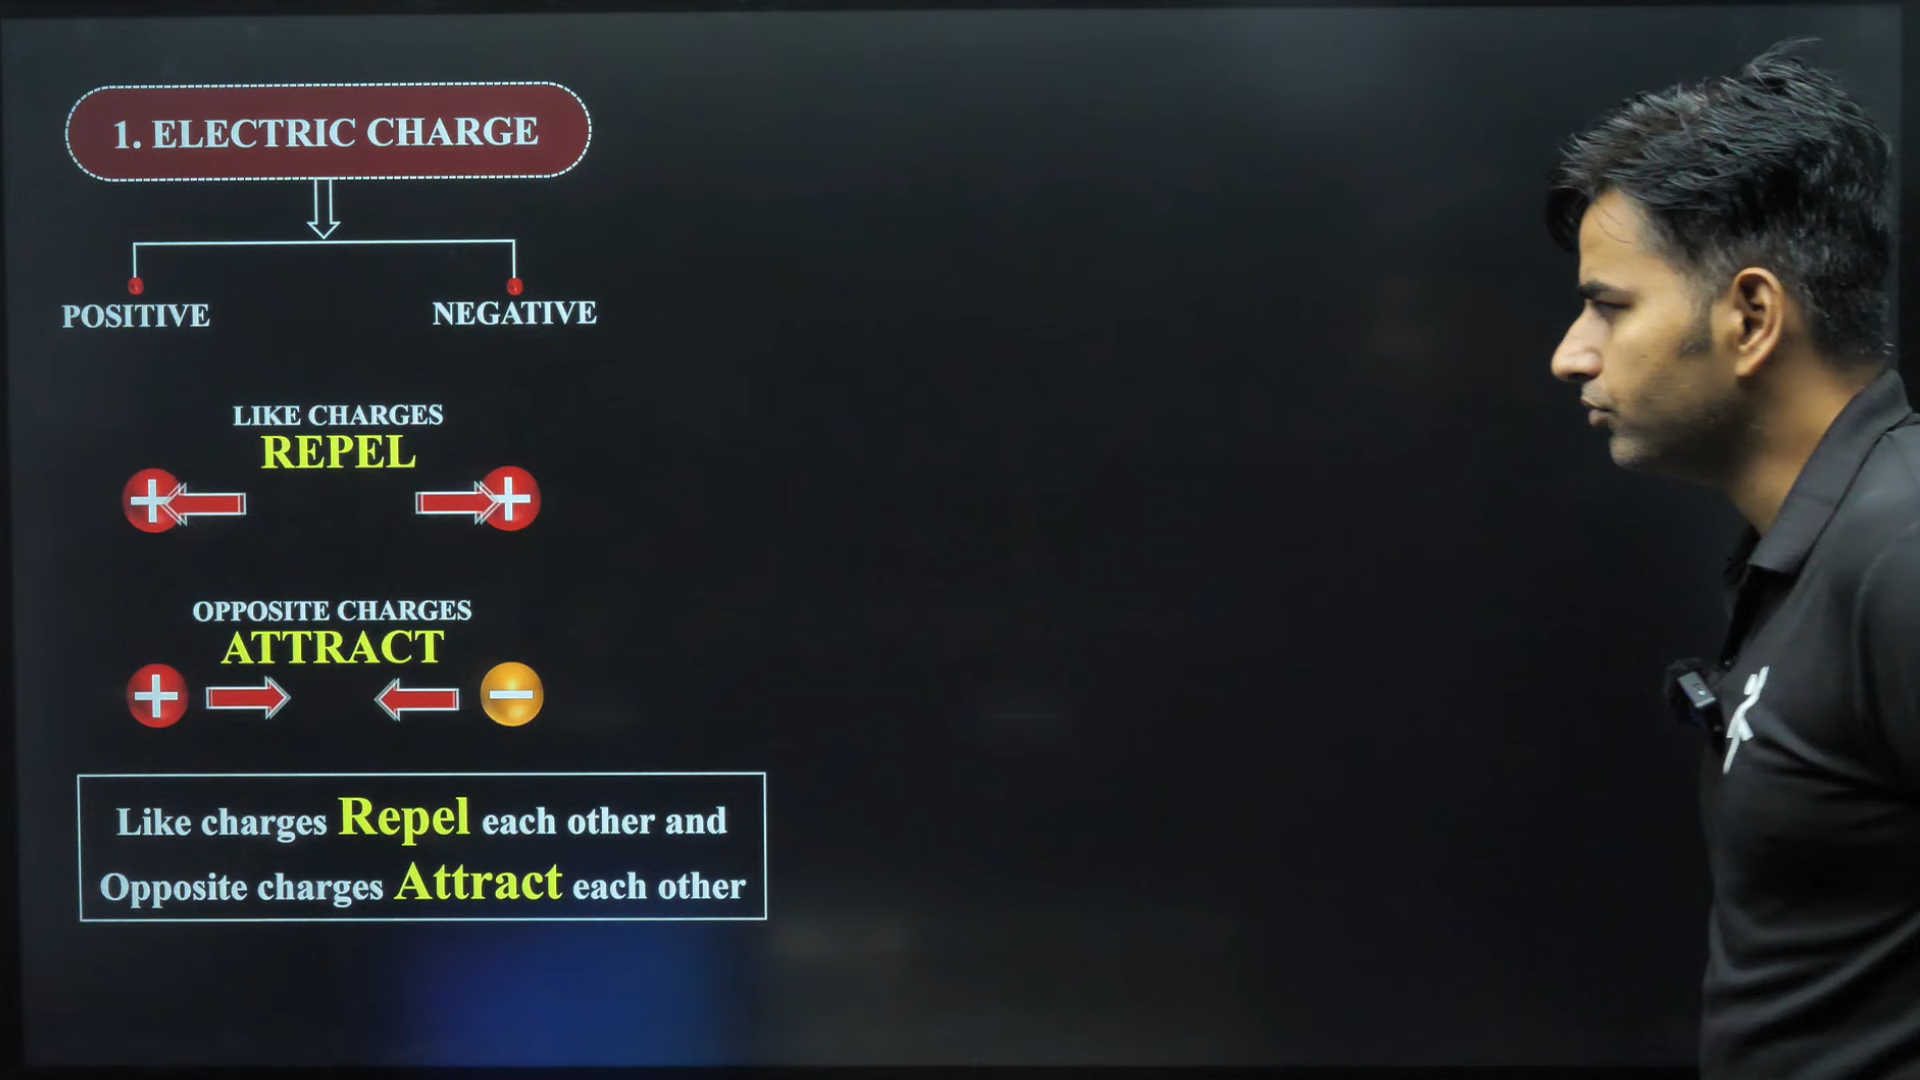 1. ELECTRIC CHARGE
POSITIVE
NEGATIVE
LIKE CHARGES
REPEL
OPPOSITE CHARGES
ATTRACT
Like charges Repel each other and
Opposite charges Attract each other